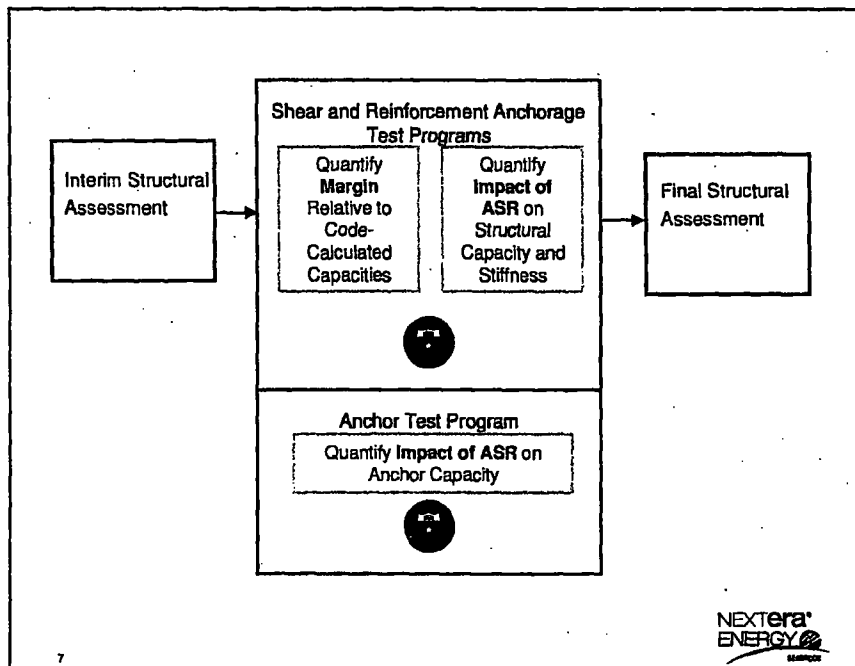 Shear and Reinforcement Anchorage
Test Programs
Interim Structural
Assessment
Quantify
Margin
Relative to
Code-
Calculated
Capacities
Quantify
Impact of
ASR on
Structural
Capacity and
Stiffness
Final Structural
Assessment
Anchor Test Program
Quantify Impact of ASR on
Anchor Capacity
NEXTera
ENERGY
SEABROOK
7